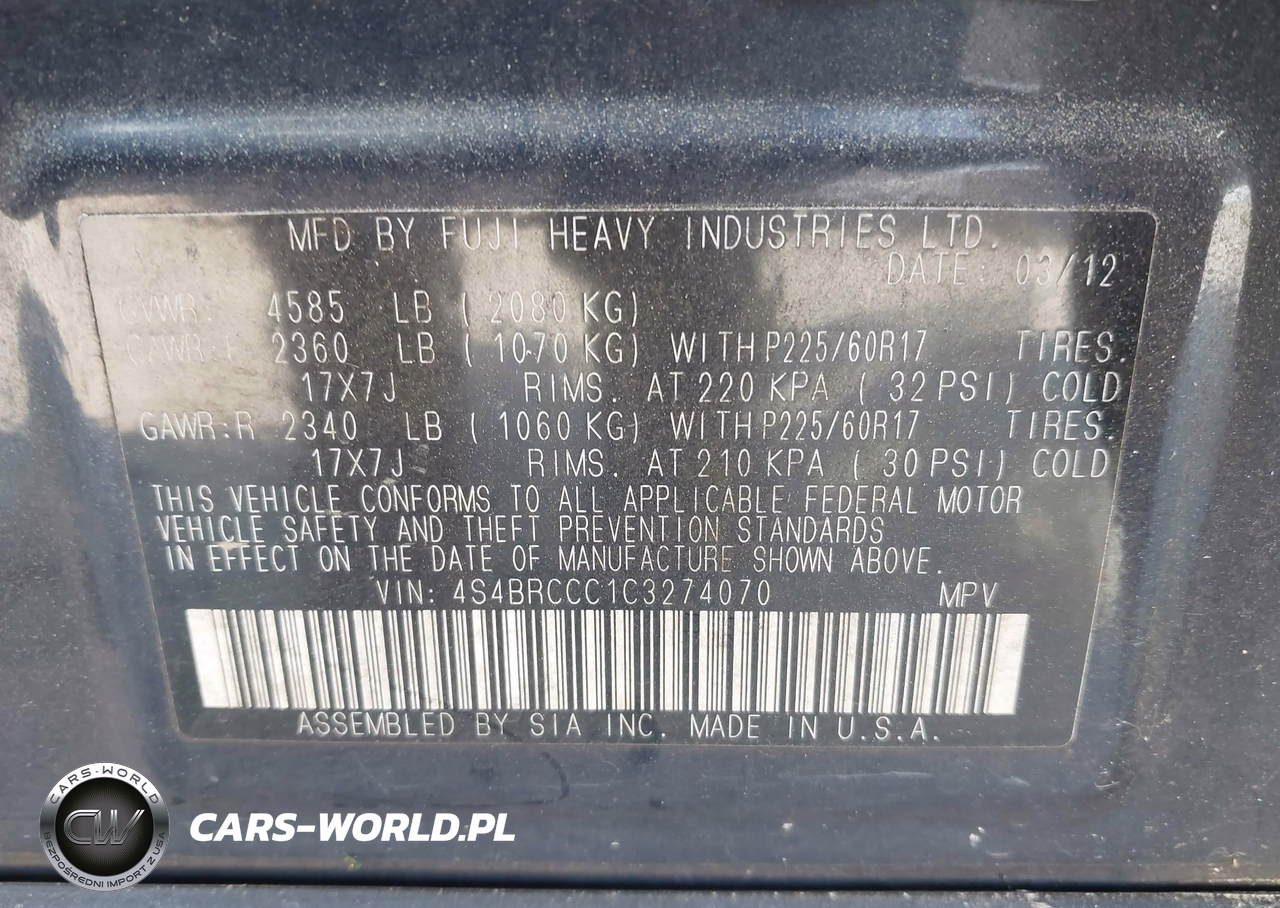 MFD BY FUJI HEAVY INDUSTRIES LTD.
DATE: 03/12
GVWR: 4585 LB ( 2080 KG)
GAWR:F 2360 LB ( 1070 KG) WITH P225/60R17 TIRES.
17X7J RIMS. AT 220 KPA ( 32 PSI) COLD
GAWR:R 2340 LB ( 1060 KG) WITH P225/60R17 TIRES.
17X7J RIMS. AT 210 KPA ( 30 PSI) COLD
THIS VEHICLE CONFORMS TO ALL APPLICABLE FEDERAL MOTOR
VEHICLE SAFETY AND THEFT PREVENTION STANDARDS
IN EFFECT ON THE DATE OF MANUFACTURE SHOWN ABOVE.
VIN: 4S4BRCCC1C3274070 MPV
ASSEMBLED BY SIA INC. MADE IN U.S.A.
CARS-WORLD
CW
BEZPOŚREDNI IMPORT Z USA
CARS-WORLD.PL